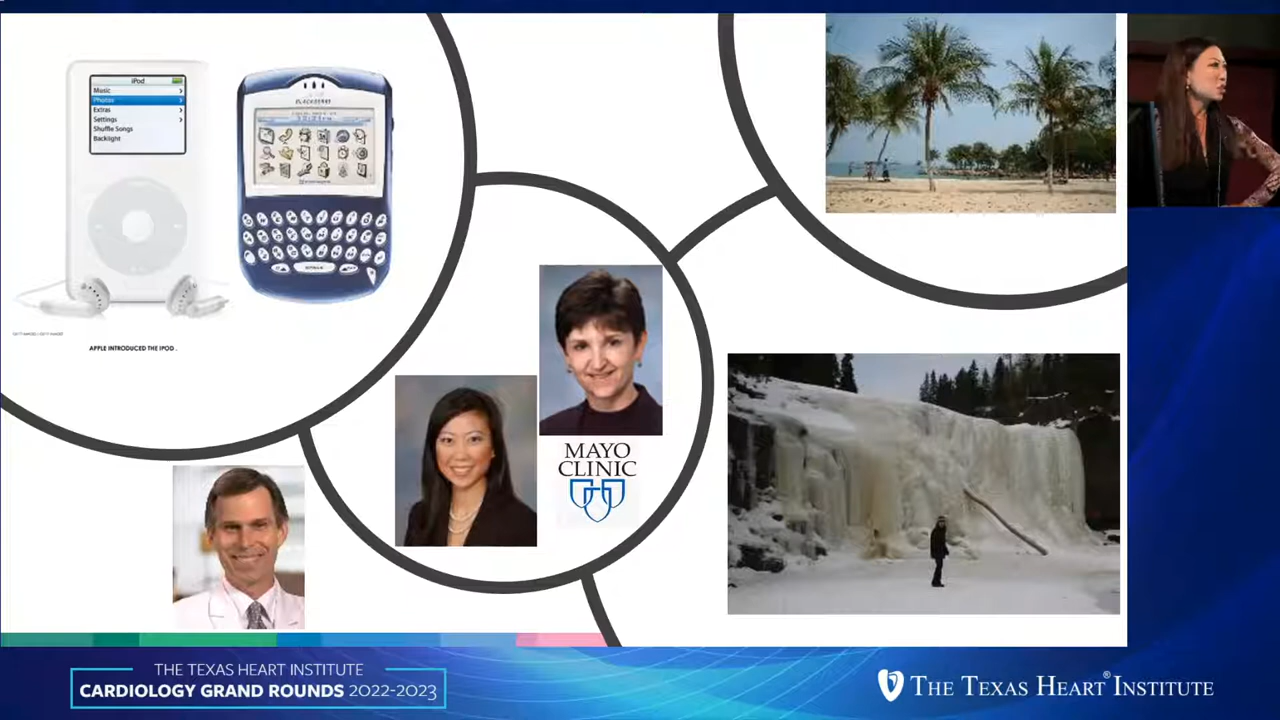 iPod
Music
Photos
Extras
Settings
Shuffle Songs
Backlight
BLACKBERRY
APPLE INTRODUCED THE IPOD .
MAYO
CLINIC
THE TEXAS HEART INSTITUTE
CARDIOLOGY GRAND ROUNDS 2022-2023
THE TEXAS HEART® INSTITUTE